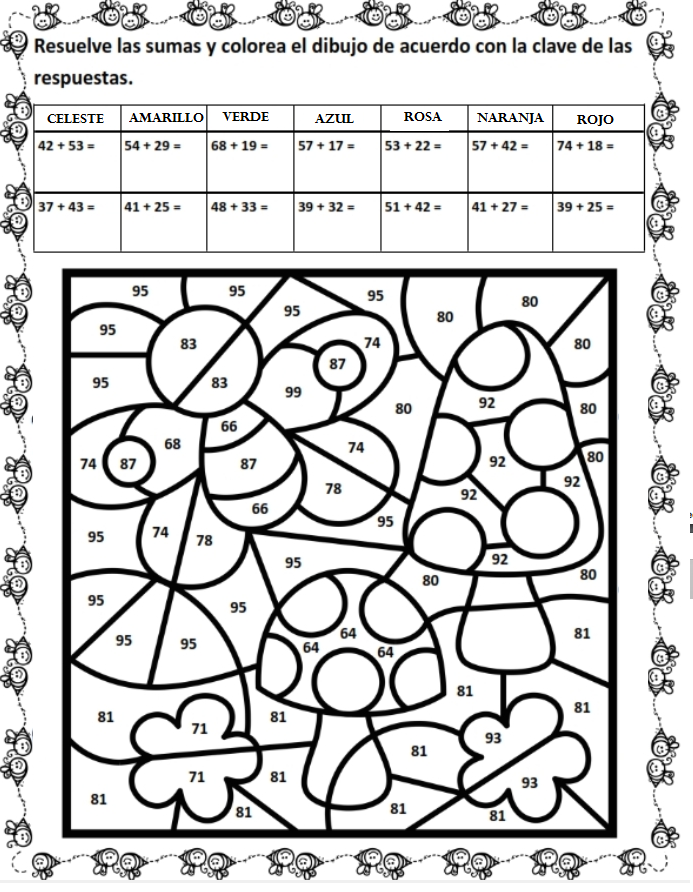 Resuelve las sumas y colorea el dibujo de acuerdo con la clave de las
respuestas.
CELESTE AMARILLO VERDE AZUL ROSA NARANJA ROJO
42 + 53 = 54 + 29 = 68 + 19 = 57 + 17 = 53 + 22 = 57 + 42 = 74 + 18 =
37 + 43 = 41 + 25 = 48 + 33 = 39 + 32 = 51 + 42 = 41 + 27 = 39 + 25 =
95 95 95 95 80
80
95 83 74 80
87
95 83 99 80 92 80
66
74 87 68 87 74 92 80
78 92 92
66
95 74 78 95
92
95 80 80
95 95
95 95 64 64 64 81
81
81 71 81 93 81
81
71 81 93
81 81 81 81